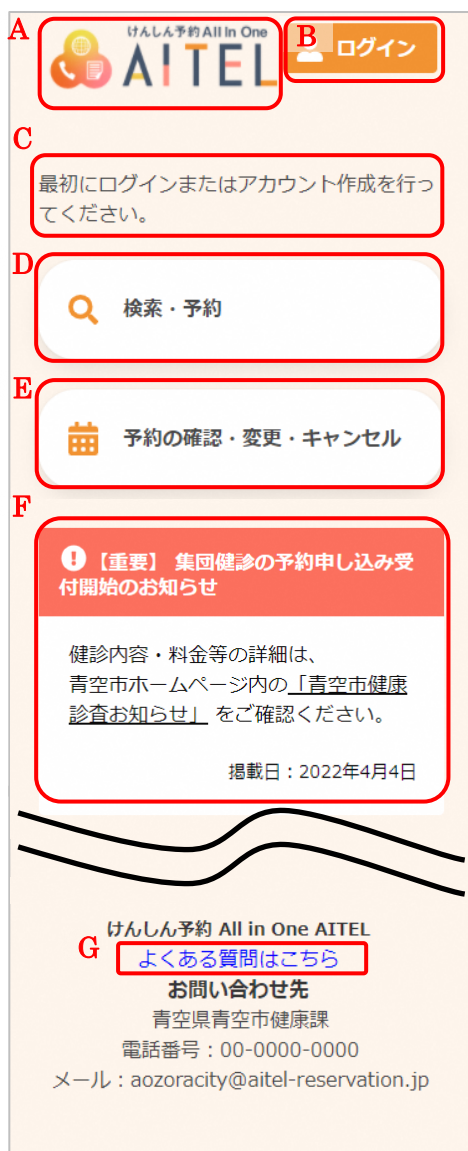 A
けんしん予約 All In One
AITEL
B
ログイン
C
最初にログインまたはアカウント作成を行っ
てください。
D
検索・予約
E
予約の確認・変更・キャンセル
F
【重要】 集団健診の予約申し込み受
付開始のお知らせ
健診内容・料金等の詳細は、
青空市ホームページ内の「青空市健康
診査お知らせ」 をご確認ください。
掲載日：2022年4月4日
けんしん予約 All in One AITEL
G
よくある質問はこちら
お問い合わせ先
青空県青空市健康課
電話番号：00-0000-0000
メール：aozoracity@aitel-reservation.jp